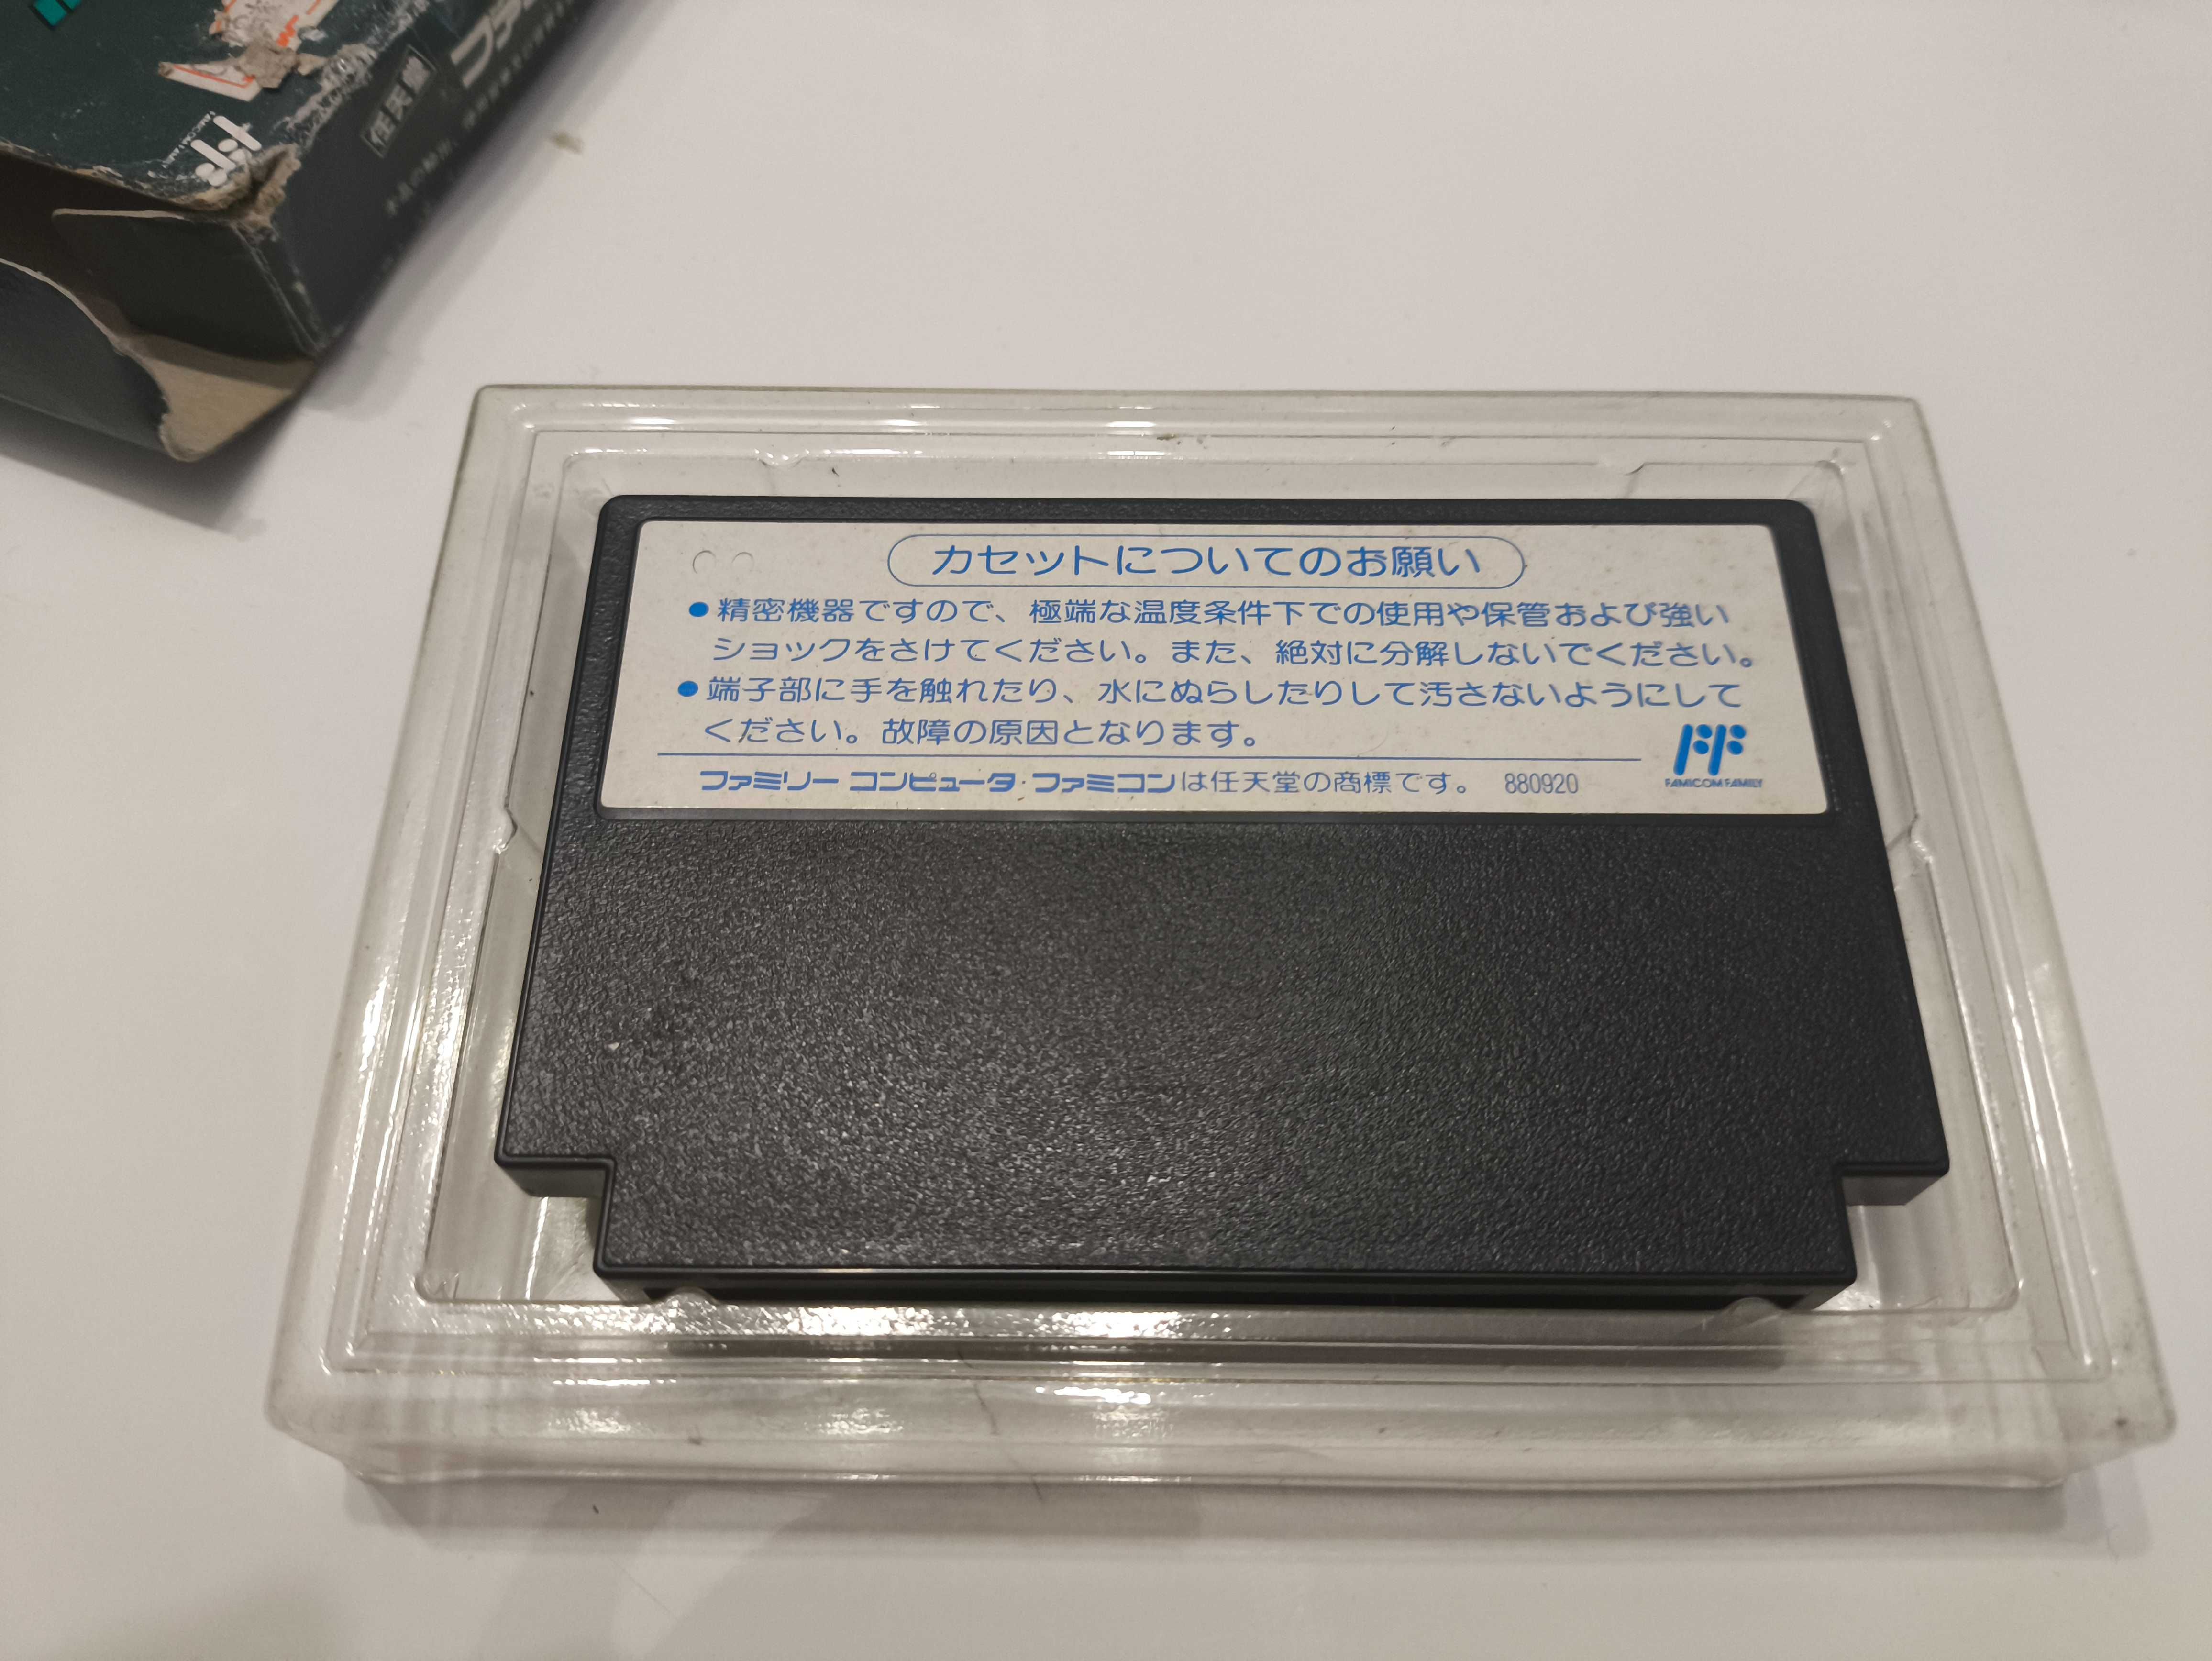 任天堂
ファミ
カセットについてのお願い
●精密機器ですので、極端な温度条件下での使用や保管および強い
ショックをさけてください。また、絶対に分解しないでください。
●端子部に手を触れたり、水にぬらしたりして汚さないようにして
ください。故障の原因となります。
ファミリー コンピュータ・ファミコンは任天堂の商標です。 880920
FAMICOM FAMILY